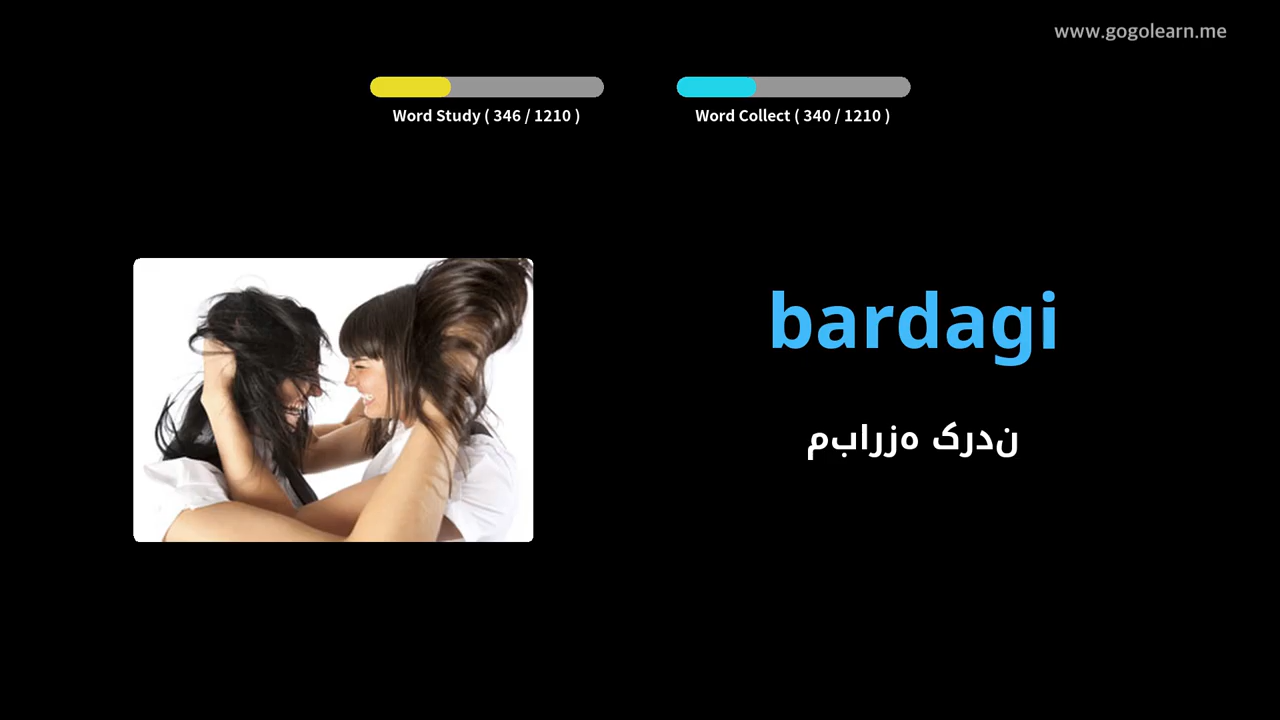 www.gogolearn.me
Word Study ( 346 / 1210 )
Word Collect ( 340 / 1210 )
bardagi
مبارزه کردن